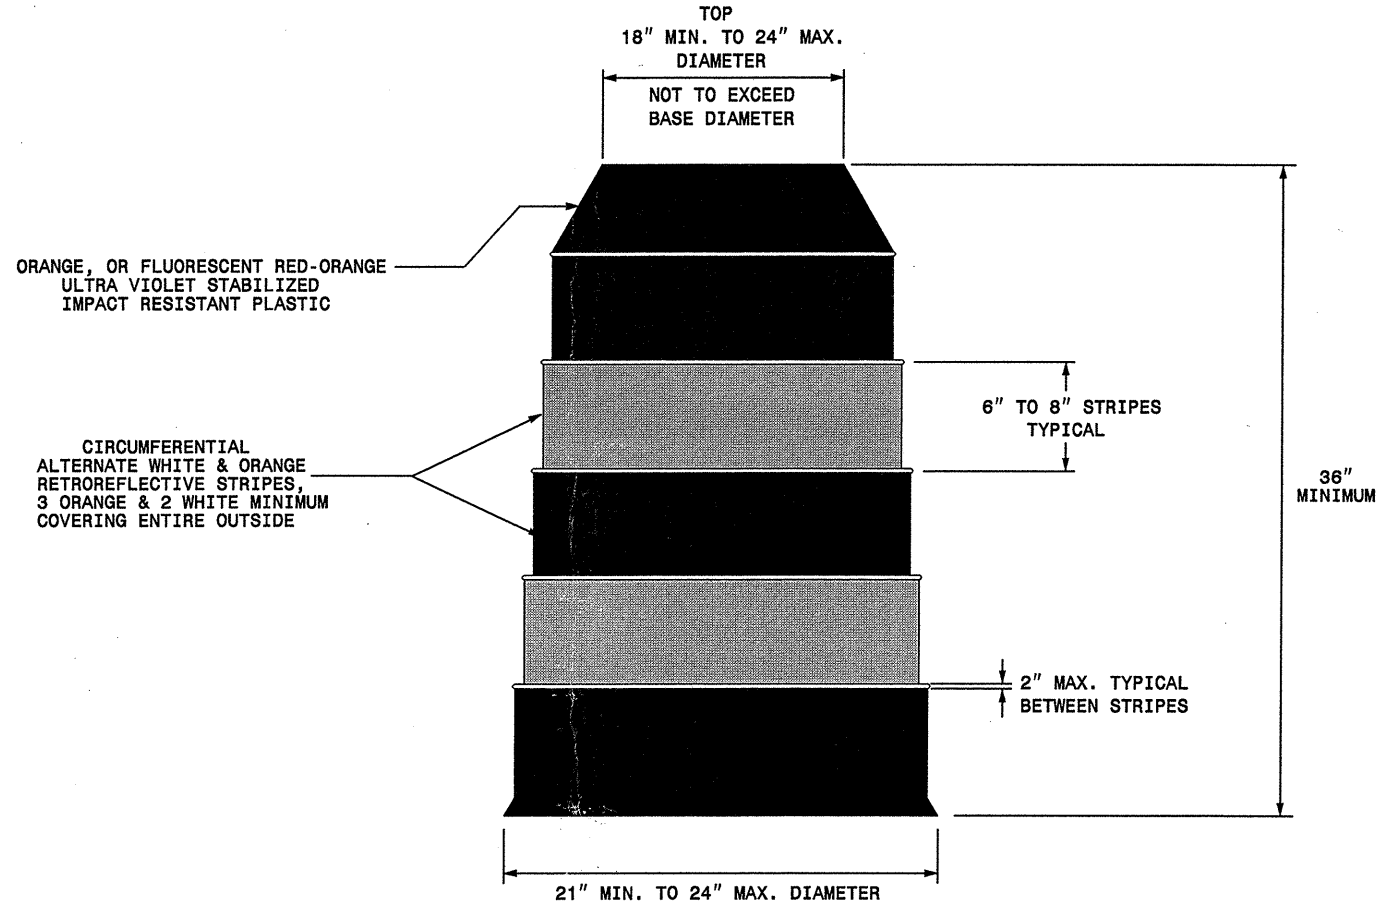 TOP
18" MIN. TO 24" MAX.
DIAMETER
NOT TO EXCEED
BASE DIAMETER
ORANGE, OR FLUORESCENT RED-ORANGE
ULTRA VIOLET STABILIZED
IMPACT RESISTANT PLASTIC
6" TO 8" STRIPES
TYPICAL
CIRCUMFERENTIAL
ALTERNATE WHITE & ORANGE
RETROREFLECTIVE STRIPES,
3 ORANGE & 2 WHITE MINIMUM
COVERING ENTIRE OUTSIDE
36"
MINIMUM
2" MAX. TYPICAL
BETWEEN STRIPES
21" MIN. TO 24" MAX. DIAMETER